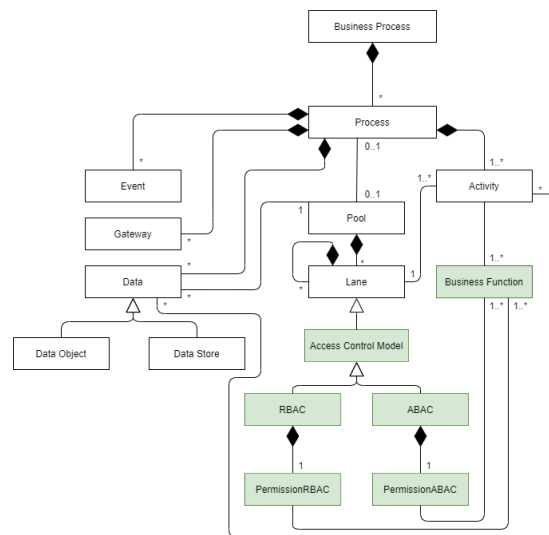 Business Process
*
Process
0..1
*
1..*
Event
1..*
Activity
*
0..1
1
Pool
Gateway
*
*
Data
*
*
*
*
Lane
1
1..*
Business Function
1..*
1..*
Data Object
Data Store
Access Control Model
RBAC
ABAC
1
1
PermissionRBAC
PermissionABAC